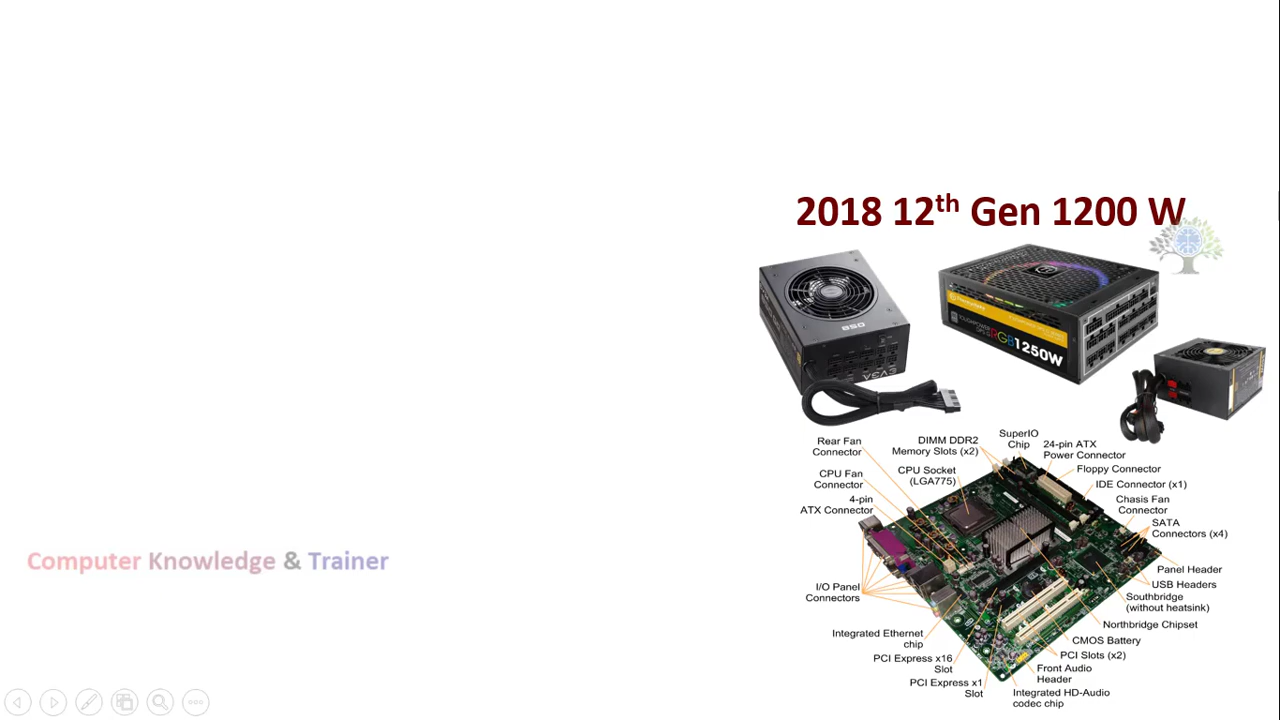 2018 12th Gen 1200 W
850
EVGA
RGB 1250W
Rear Fan
Connector
DIMM DDR2
Memory Slots (x2)
SuperIO
Chip
24-pin ATX
Power Connector
Floppy Connector
CPU Fan
Connector
CPU Socket
(LGA775)
IDE Connector (x1)
4-pin
ATX Connector
Chasis Fan
Connector
SATA
Connectors (x4)
Panel Header
I/O Panel
Connectors
USB Headers
Southbridge
(without heatsink)
Northbridge Chipset
Integrated Ethernet
chip
CMOS Battery
PCI Express x16
Slot
PCI Slots (x2)
Front Audio
Header
PCI Express x1
Slot
Integrated HD-Audio
codec chip
Computer Knowledge & Trainer